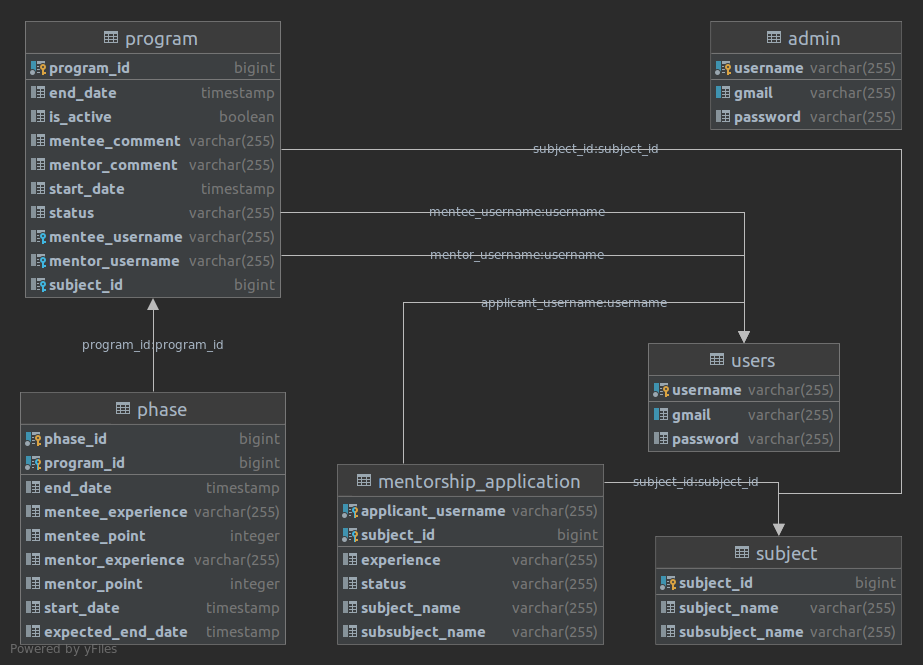 program
program_id bigint
end_date timestamp
is_active boolean
mentee_comment varchar(255)
mentor_comment varchar(255)
start_date timestamp
status varchar(255)
mentee_username varchar(255)
mentor_username varchar(255)
subject_id bigint
admin
username varchar(255)
gmail varchar(255)
password varchar(255)
subject_id:subject_id
mentee_username:username
mentor_username:username
applicant_username:username
program_id:program_id
users
username varchar(255)
gmail varchar(255)
password varchar(255)
phase
phase_id bigint
program_id bigint
end_date timestamp
mentee_experience varchar(255)
mentee_point integer
mentor_experience varchar(255)
mentor_point integer
start_date timestamp
expected_end_date timestamp
mentorship_application
applicant_username varchar(255)
subject_id bigint
experience varchar(255)
status varchar(255)
subject_name varchar(255)
subsubject_name varchar(255)
subject_id:subject_id
subject
subject_id bigint
subject_name varchar(255)
subsubject_name varchar(255)
Powered by yFiles